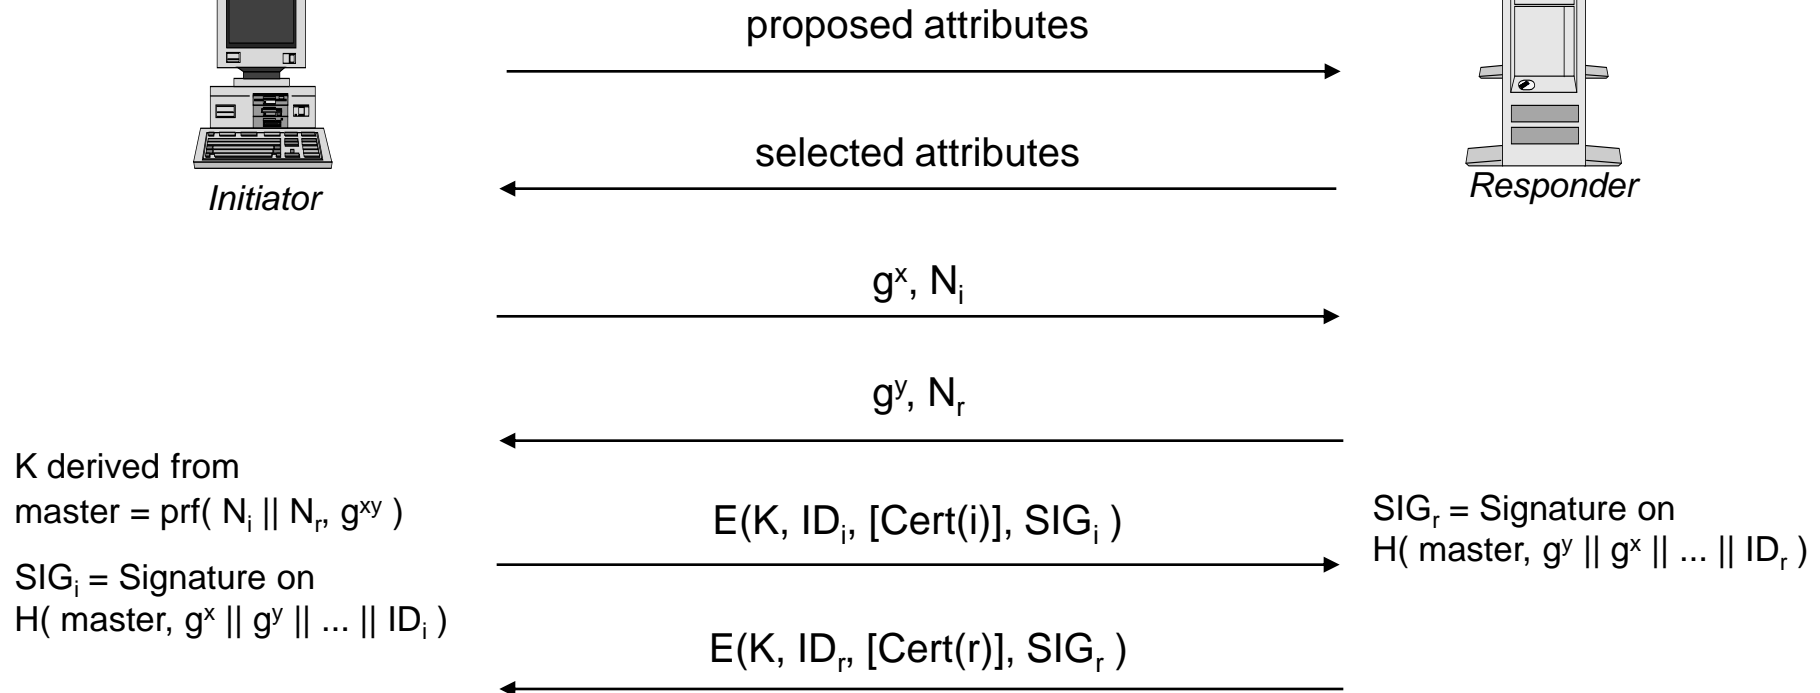 proposed attributes
selected attributes
Initiator
Responder
gˣ, Nᵢ
gʸ, Nᵣ
K derived from
master = prf( Nᵢ || Nᵣ, gˣʸ )
SIGᵢ = Signature on
H( master, gˣ || gʸ || ... || IDᵢ )
E(K, IDᵢ, [Cert(i)], SIGᵢ )
SIGᵣ = Signature on
H( master, gʸ || gˣ || ... || IDᵣ )
E(K, IDᵣ, [Cert(r)], SIGᵣ )